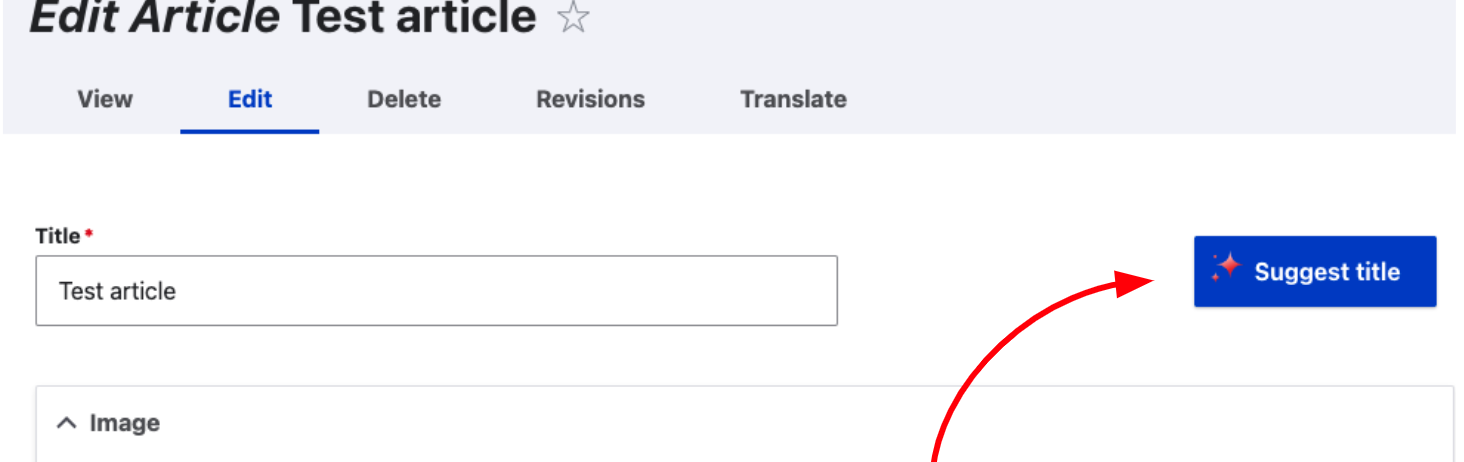 Edit Article Test article
View Edit Delete Revisions Translate
Title*
Test article
Suggest title
Image